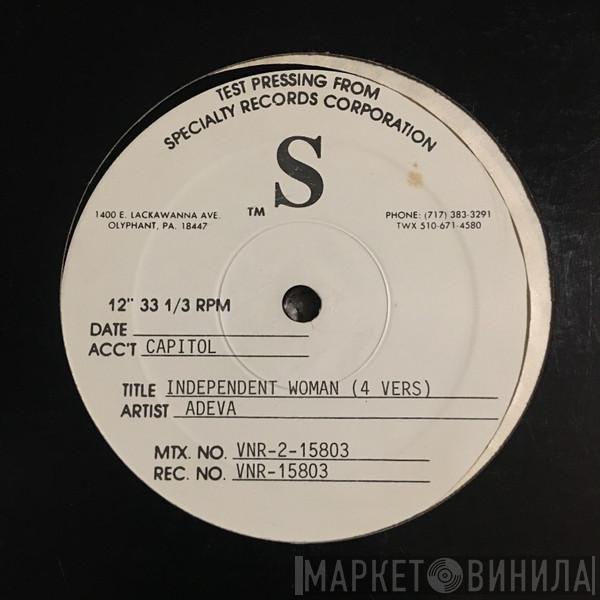 TEST PRESSING FROM
SPECIALTY RECORDS CORPORATION
S
TM
1400 E. LACKAWANNA AVE.
OLYPHANT, PA. 18447
PHONE: (717) 383-3291
TWX 510-671-4580
12" 33 1/3 RPM
DATE
ACC'T CAPITOL
TITLE INDEPENDENT WOMAN (4 VERS)
ARTIST ADEVA
MTX. NO. VNR-2-15803
REC. NO. VNR-15803
МАРКЕТ ВИНИЛА